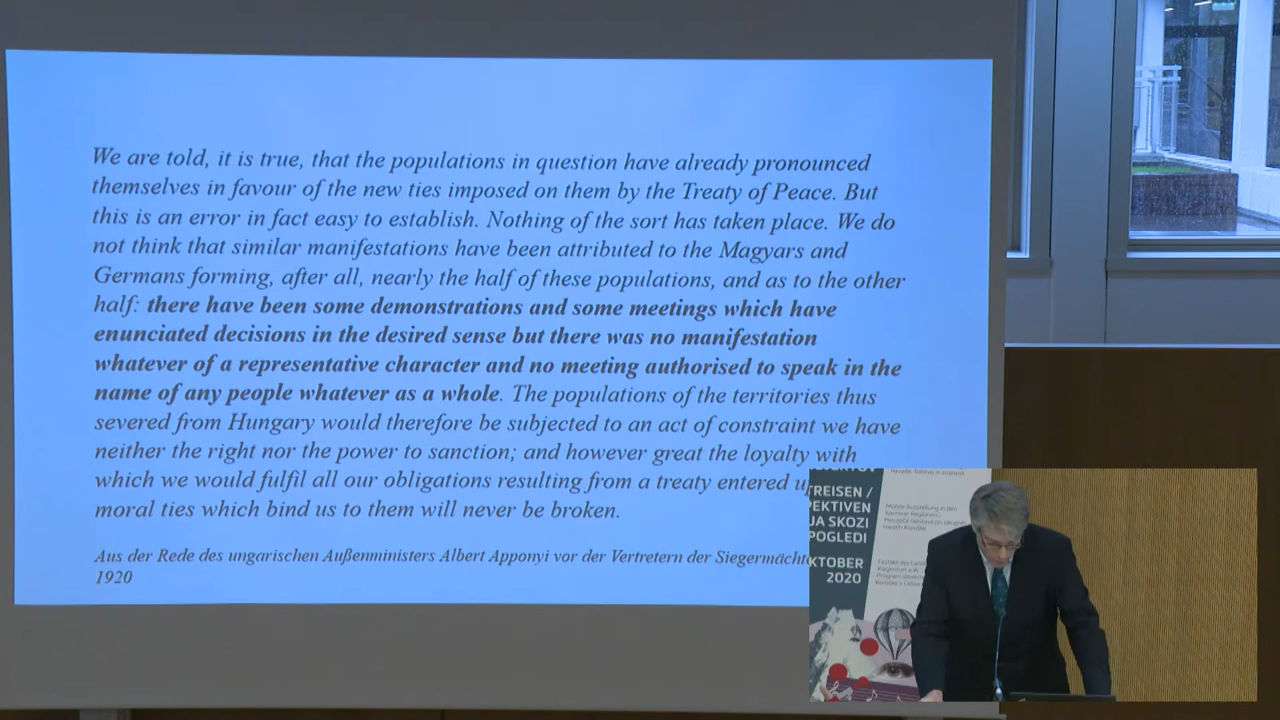 We are told, it is true, that the populations in question have already pronounced
themselves in favour of the new ties imposed on them by the Treaty of Peace. But
this is an error in fact easy to establish. Nothing of the sort has taken place. We do
not think that similar manifestations have been attributed to the Magyars and
Germans forming, after all, nearly the half of these populations, and as to the other
half: there have been some demonstrations and some meetings which have
enunciated decisions in the desired sense but there was no manifestation
whatever of a representative character and no meeting authorised to speak in the
name of any people whatever as a whole. The populations of the territories thus
severed from Hungary would therefore be subjected to an act of constraint we have
neither the right nor the power to sanction; and however great the loyalty with
which we would fulfil all our obligations resulting from a treaty entered
moral ties which bind us to them will never be broken.
Aus der Rede des ungarischen Außenministers Albert Apponyi vor der Vertretern der Siegermächt
1920
TREISEN /
PEKTIVEN
JA SKOZI
POGLEDI
KTOBER
2020
Mobile Ausstellung in den
Kärntner Regionen /